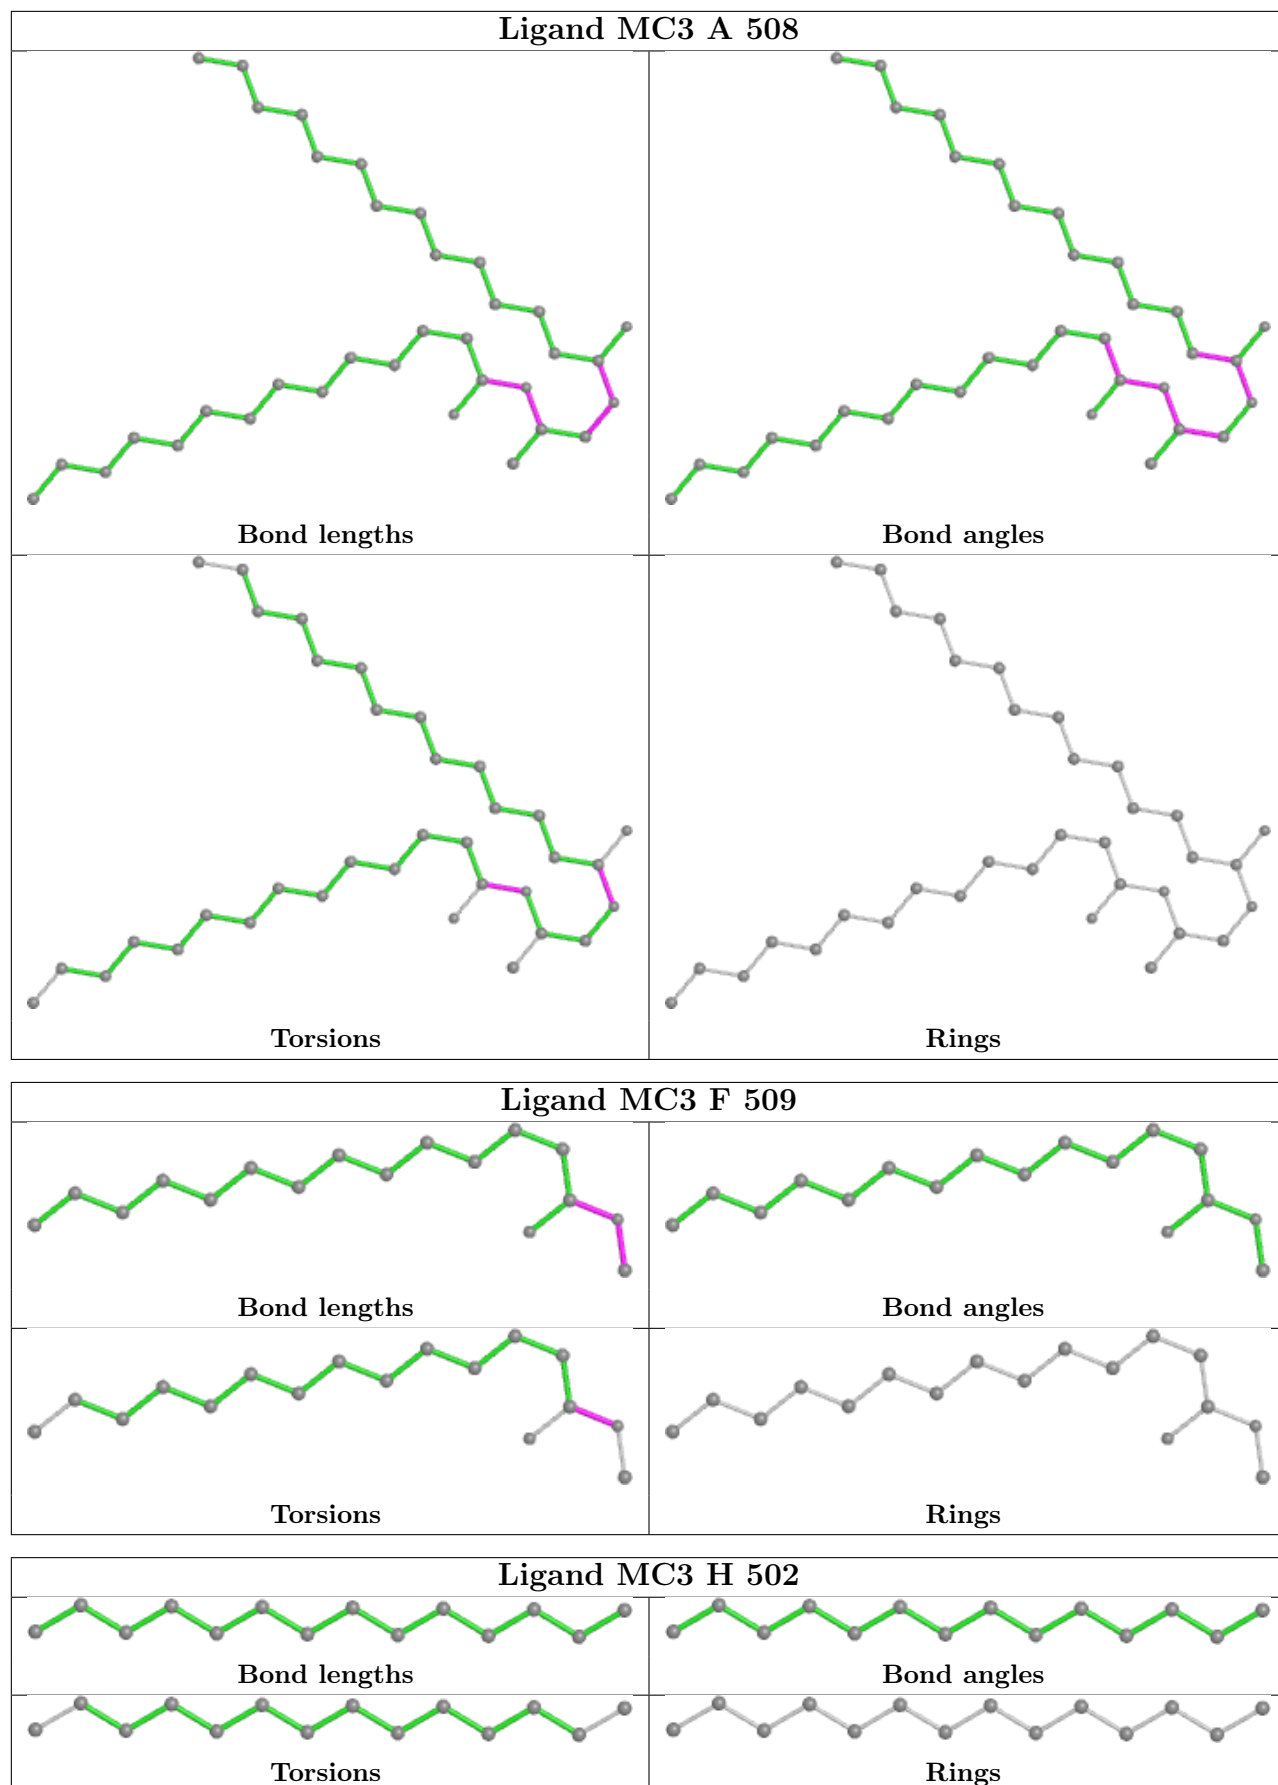 Ligand MC3 A 508
Bond lengths
Bond angles
Torsions
Rings
Ligand MC3 F 509
Bond lengths
Bond angles
Torsions
Rings
Ligand MC3 H 502
Bond lengths
Bond angles
Torsions
Rings